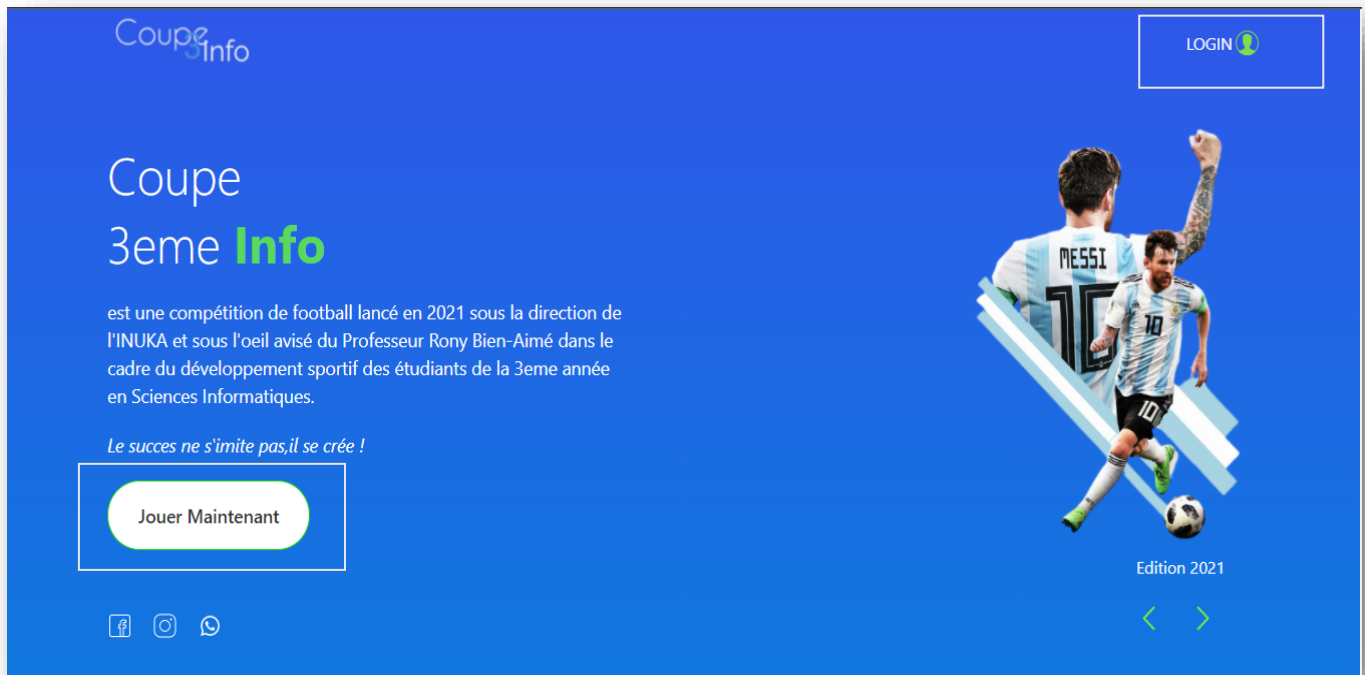 Coupe
3Info
LOGIN
Coupe
3eme Info
est une compétition de football lancé en 2021 sous la direction de
l'INUKA et sous l'oeil avisé du Professeur Rony Bien-Aimé dans le
cadre du développement sportif des étudiants de la 3eme année
en Sciences Informatiques.
Le succes ne s'imite pas,il se crée !
Jouer Maintenant
MESSI
10
10
10
Edition 2021